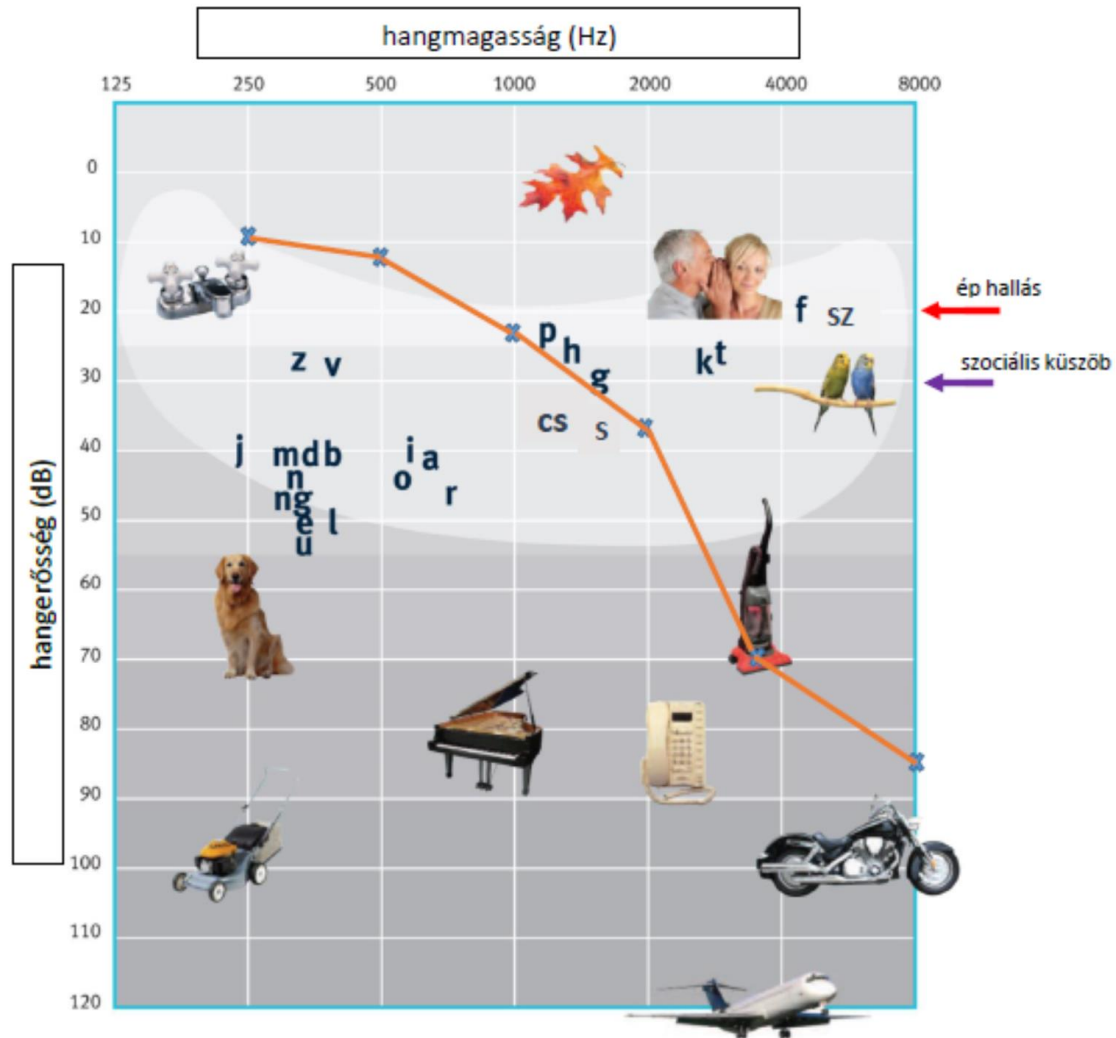 hangmagasság (Hz)
125 250 500 1000 2000 4000 8000
0
10
20
30
40
50
60
70
80
90
100
110
120
hangerősség (dB)
ép hallás
szociális küszöb
f sz
p
h
g
k t
z v
cs s
j
m d b
n
ng
e l
u
i
a
o
r